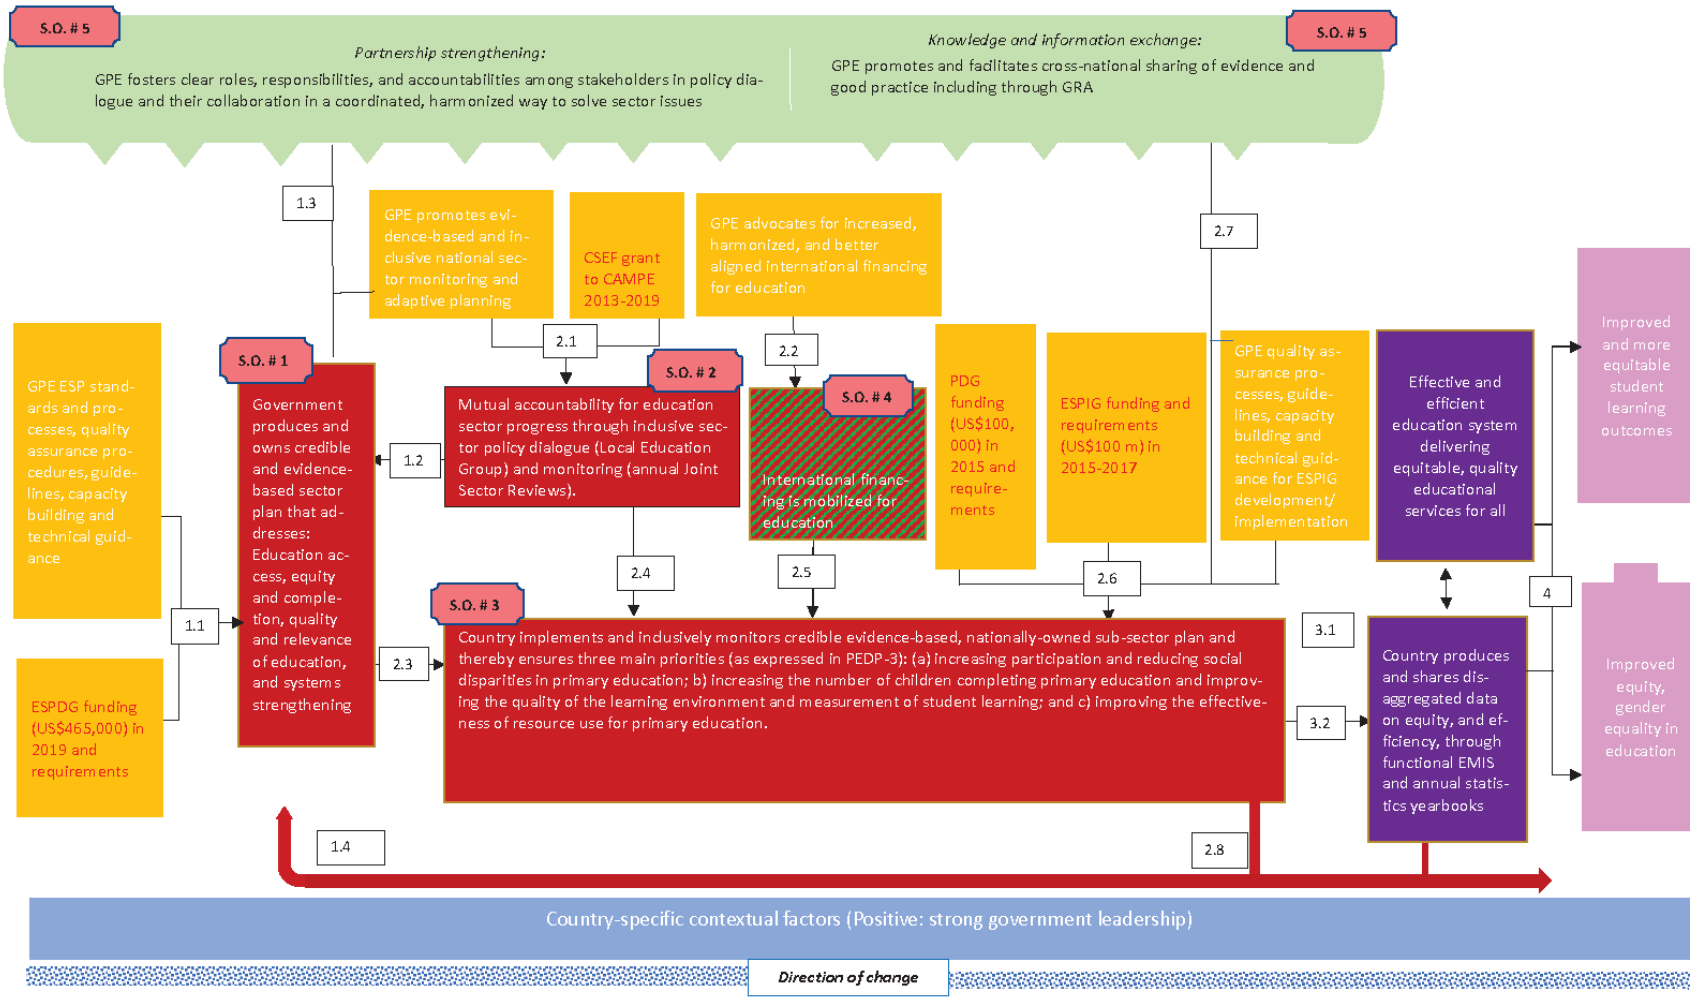 S.O. # 5
Partnership strengthening:
GPE fosters clear roles, responsibilities, and accountabilities among stakeholders in policy dia-
logue and their collaboration in a coordinated, harmonized way to solve sector issues
Knowledge and information exchange:
GPE promotes and facilitates cross-national sharing of evidence and
good practice including through GRA
S.O. # 5
1.3
GPE promotes evi-
dence-based and in-
clusive national sec-
tor monitoring and
adaptive planning
CSEF grant
to CAMPE
2013-2019
GPE advocates for increased,
harmonized, and better
aligned international financing
for education
2.7
2.1
2.2
GPE ESP stand-
ards and pro-
cesses, quality
assurance pro-
cedures, guide-
lines, capacity
building and
technical guid-
ance
1.1
ESPDG funding
(US$465,000) in
2019 and
requirements
S.O. # 1
Government
produces and
owns credible
and evidence-
based sector
plan that ad-
dresses:
Education ac-
cess, equity
and comple-
tion, quality
and relevance
of education,
and systems
strengthening
1.2
S.O. # 2
Mutual accountability for education
sector progress through inclusive sec-
tor policy dialogue (Local Education
Group) and monitoring (annual Joint
Sector Reviews).
S.O. # 4
International financ-
ing is mobilized for
education
PDG
funding
(US$100,
000) in
2015 and
require-
ments
ESPIG funding and
requirements
(US$100 m) in
2015-2017
GPE quality as-
surance pro-
cesses, guide-
lines, capacity
building and
technical guid-
ance for ESPIG
development/
implementation
Effective and
efficient
education system
delivering
equitable, quality
educational
services for all
Improved
and more
equitable
student
learning
outcomes
2.4
2.5
2.6
4
2.3
S.O. # 3
Country implements and inclusively monitors credible evidence-based, nationally-owned sub-sector plan and
thereby ensures three main priorities (as expressed in PEDP-3): (a) increasing participation and reducing social
disparities in primary education; b) increasing the number of children completing primary education and improv-
ing the quality of the learning environment and measurement of student learning; and c) improving the effective-
ness of resource use for primary education.
3.1
3.2
Country produces
and shares dis-
aggregated data
on equity, and ef-
ficiency, through
functional EMIS
and annual statis-
tics yearbooks
Improved
equity,
gender
equality in
education
1.4
2.8
Country-specific contextual factors (Positive: strong government leadership)
Direction of change